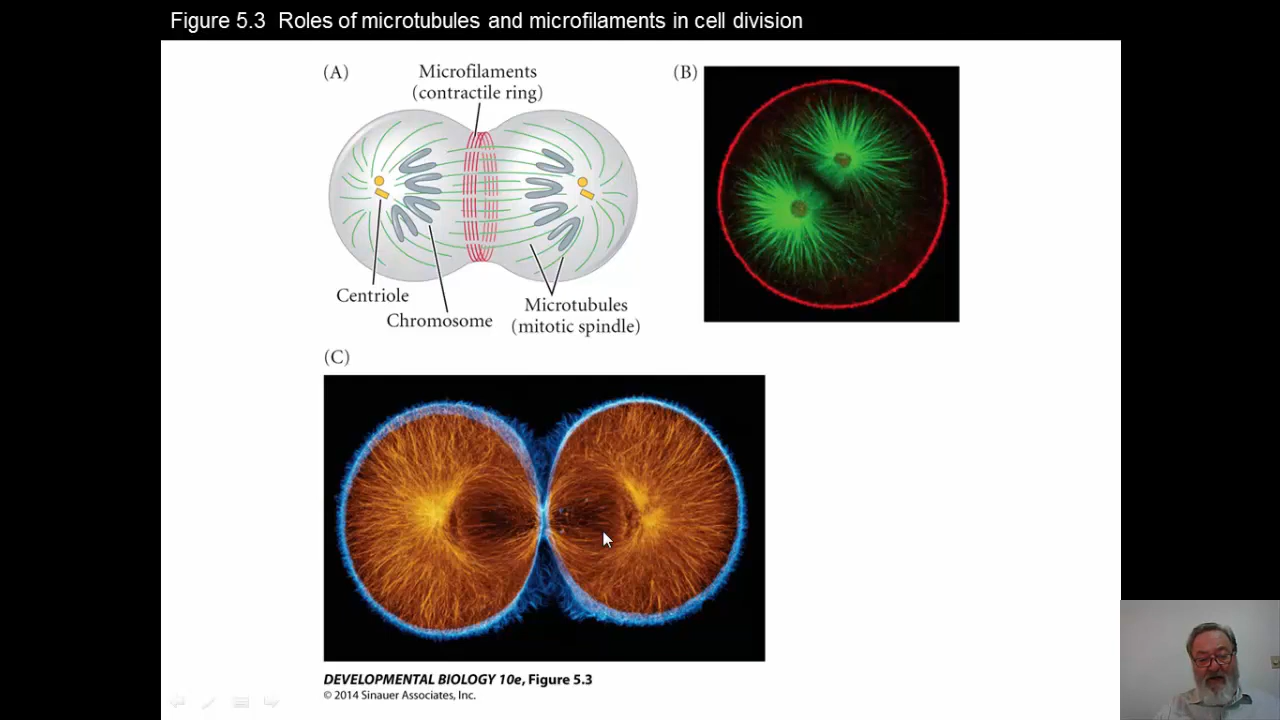 Figure 5.3 Roles of microtubules and microfilaments in cell division
(A)
Microfilaments
(contractile ring)
Centriole
Chromosome
Microtubules
(mitotic spindle)
(B)
(C)
DEVELOPMENTAL BIOLOGY 10e, Figure 5.3
© 2014 Sinauer Associates, Inc.